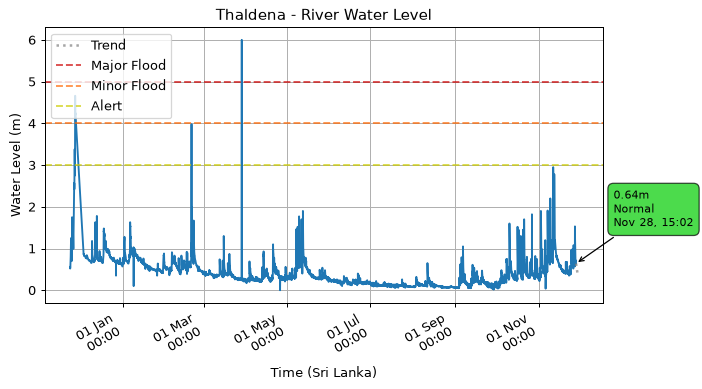 Thaldena - River Water Level
Trend
Major Flood
Minor Flood
Alert
Water Level (m)
6
5
4
3
2
1
0
0.64m
Normal
Nov 28, 15:02
01 Jan
00:00
01 Mar
00:00
01 May
00:00
01 Jul
00:00
01 Sep
00:00
01 Nov
00:00
Time (Sri Lanka)